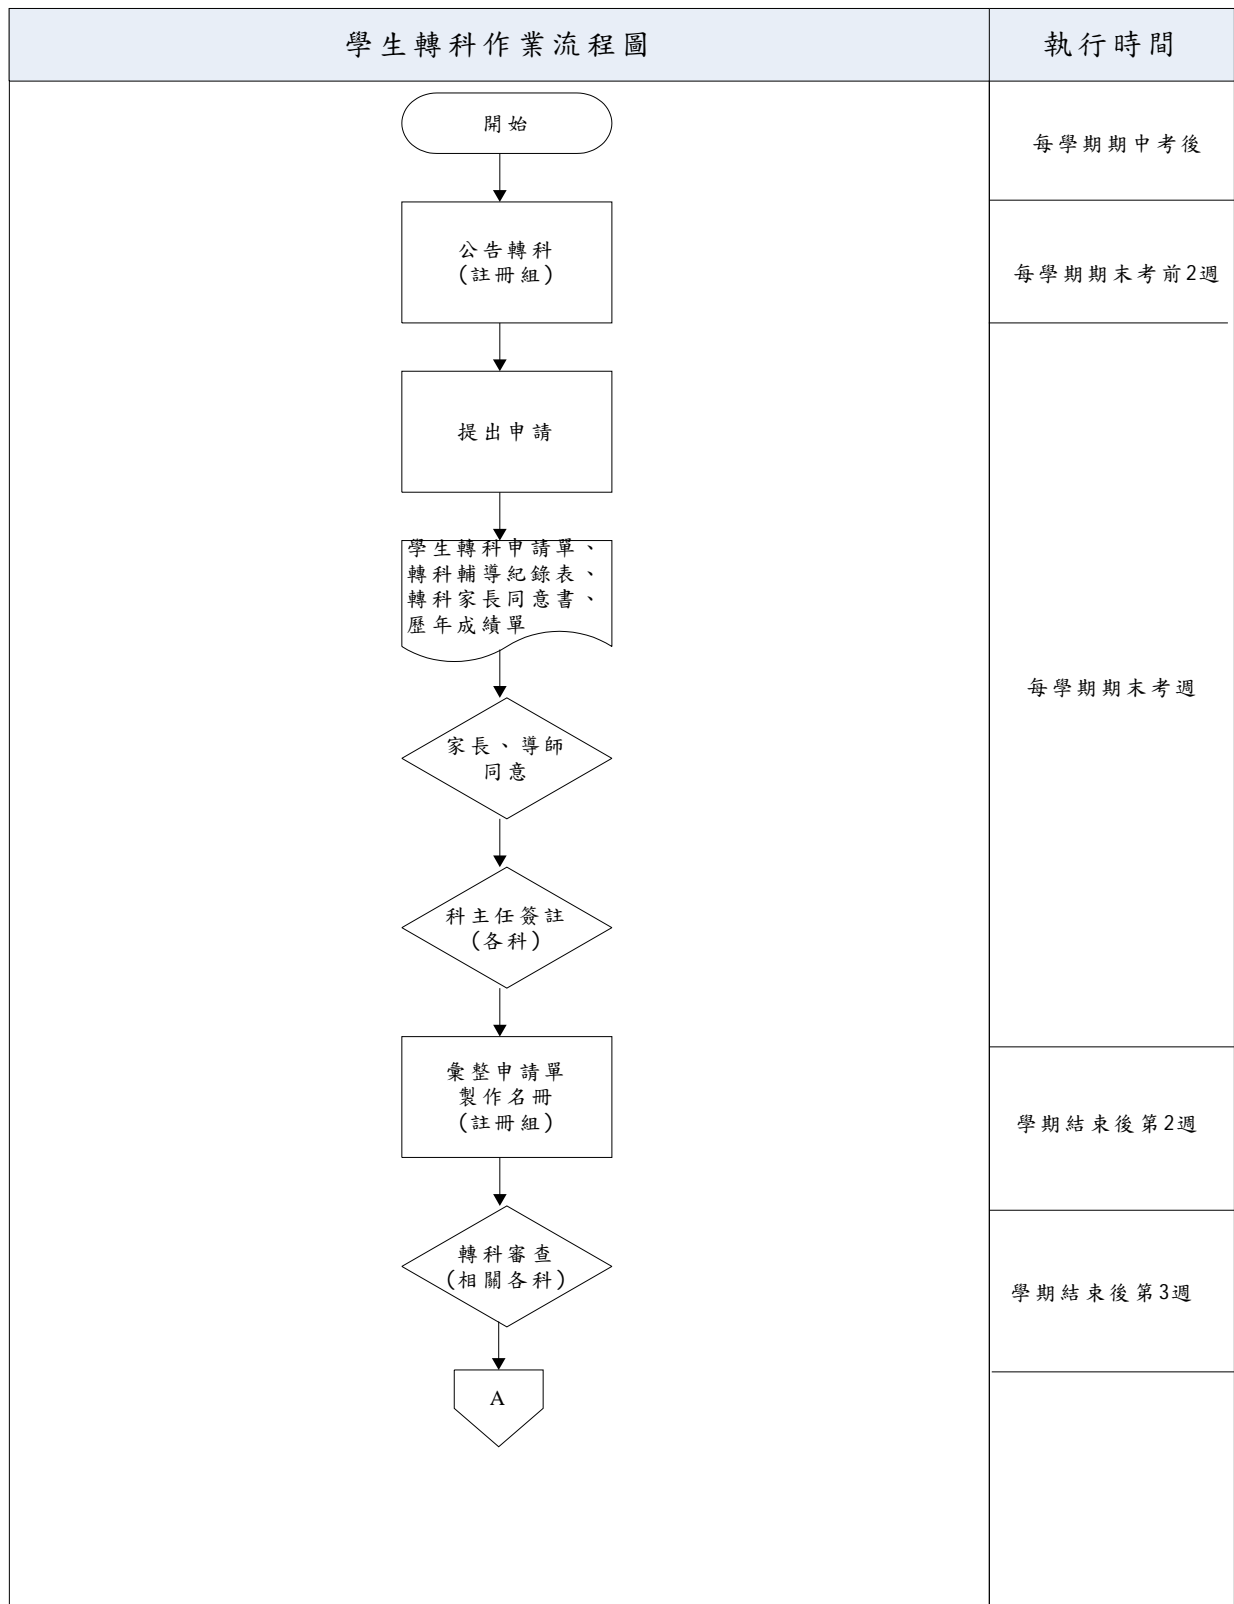 學生轉科作業流程圖
執行時間
開始
每學期期中考後
公告轉科
(註冊組)
每學期期末考前2週
提出申請
學生轉科申請單、
轉科輔導紀錄表、
轉科家長同意書、
歷年成績單
每學期期末考週
家長、導師
同意
科主任簽註
(各科)
彙整申請單
製作名冊
(註冊組)
學期結束後第2週
轉科審查
(相關各科)
學期結束後第3週
A